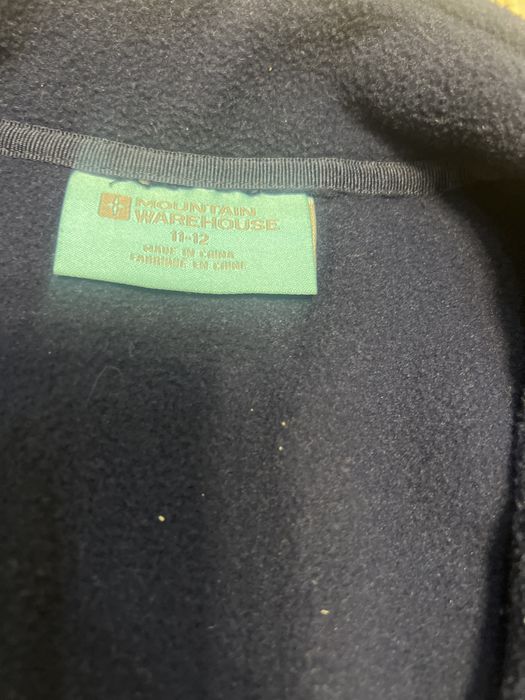 MOUNTAIN
WAREHOUSE
11-12
MADE IN CHINA
FABRIQUE EN CHINE